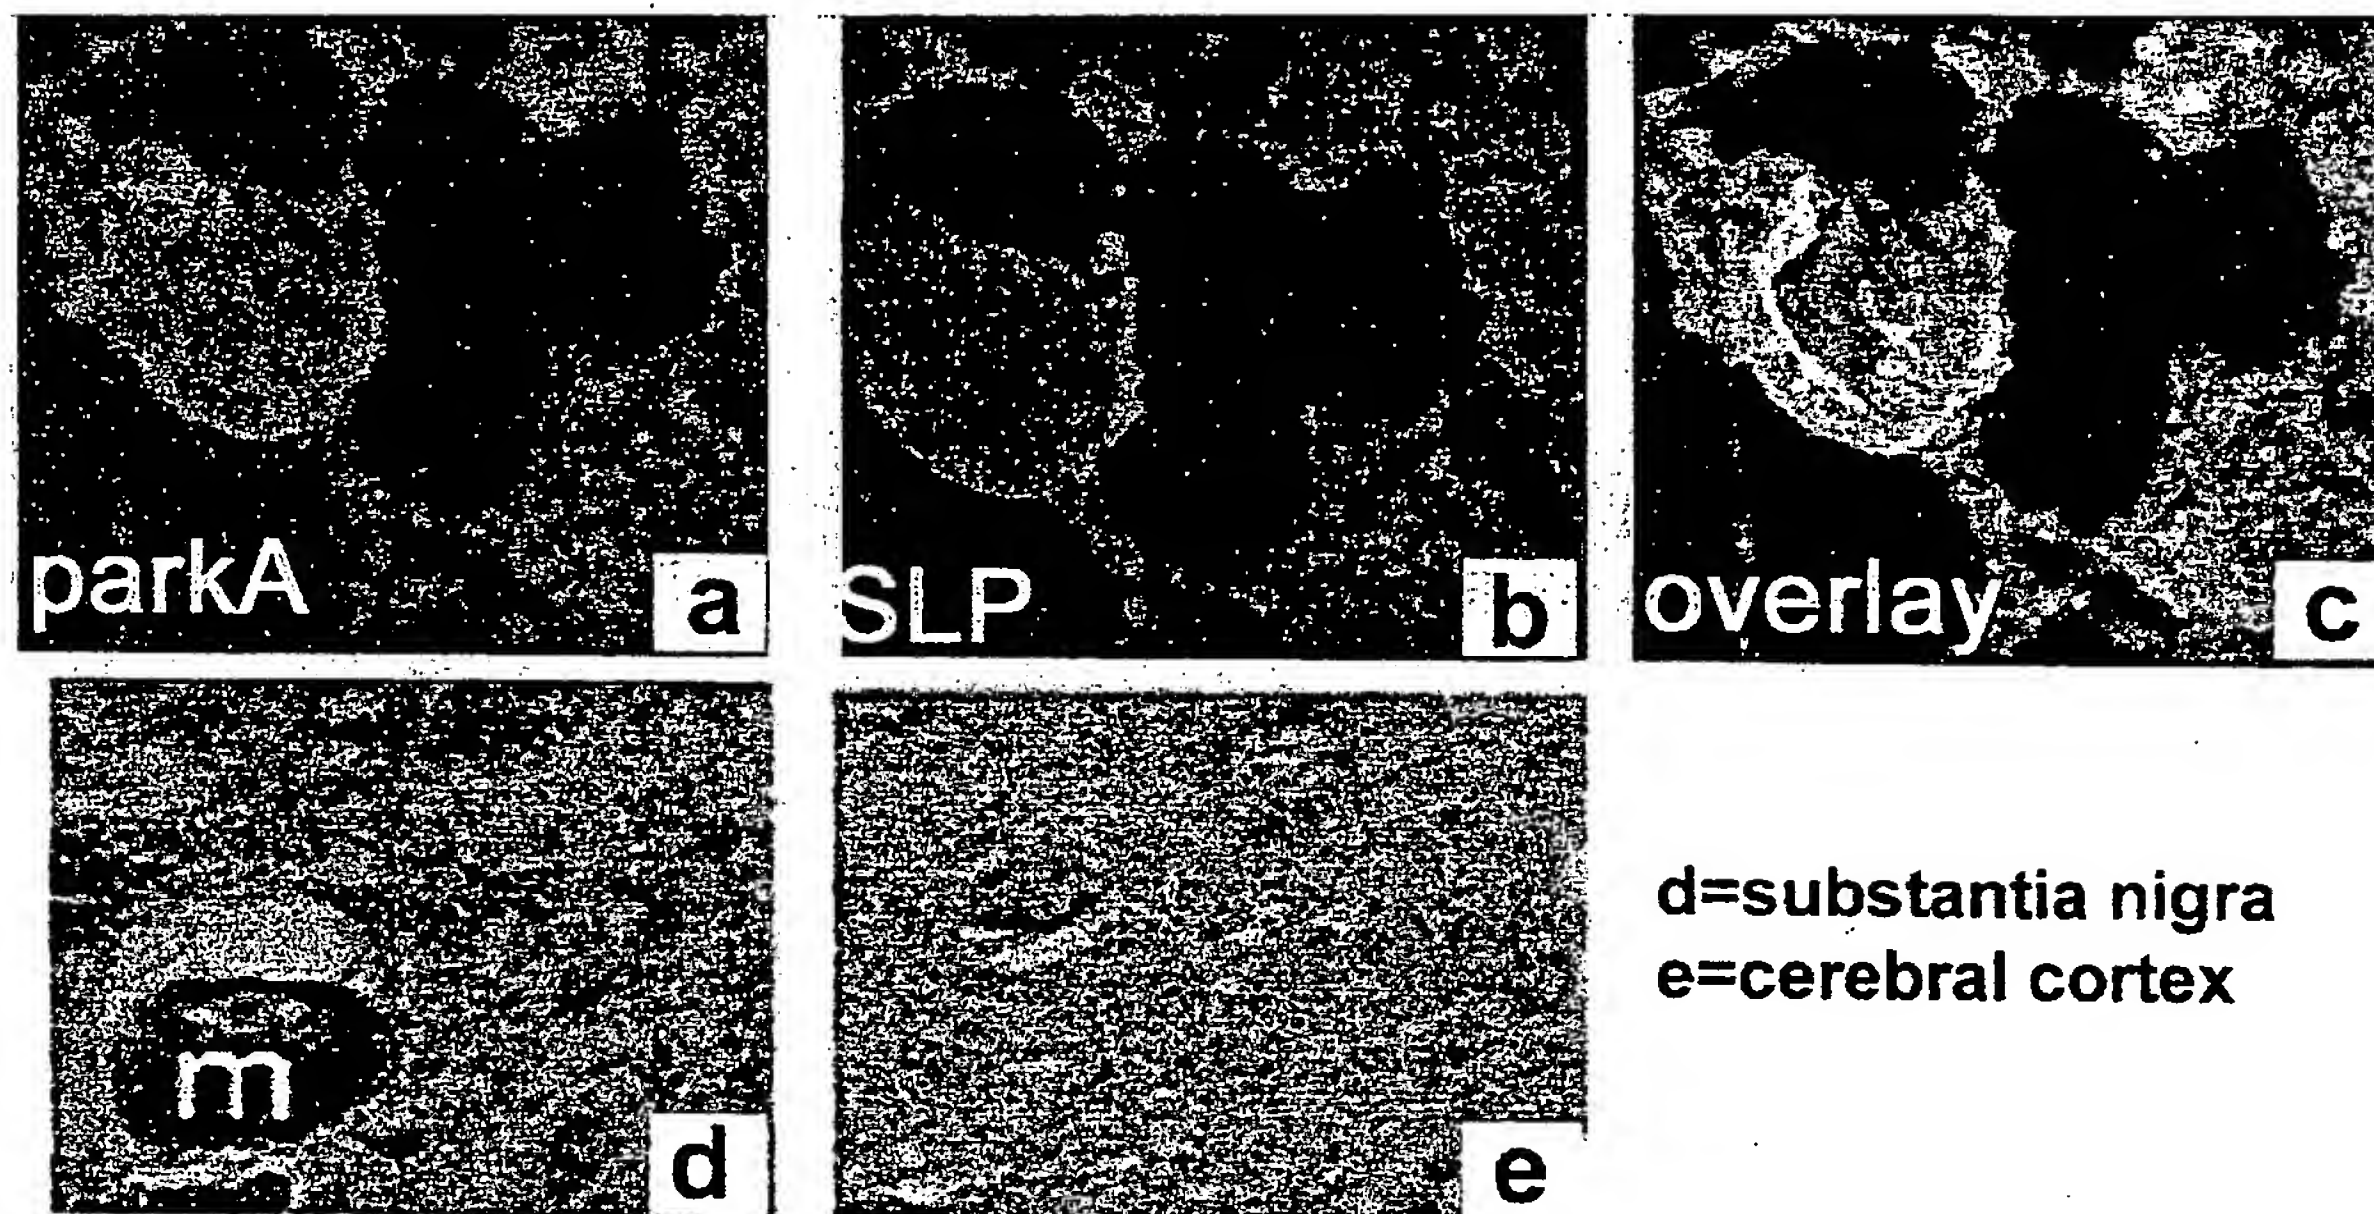 parkA
a
SLP
b
overlay
c
m
d
e
d=substantia nigra
e=cerebral cortex